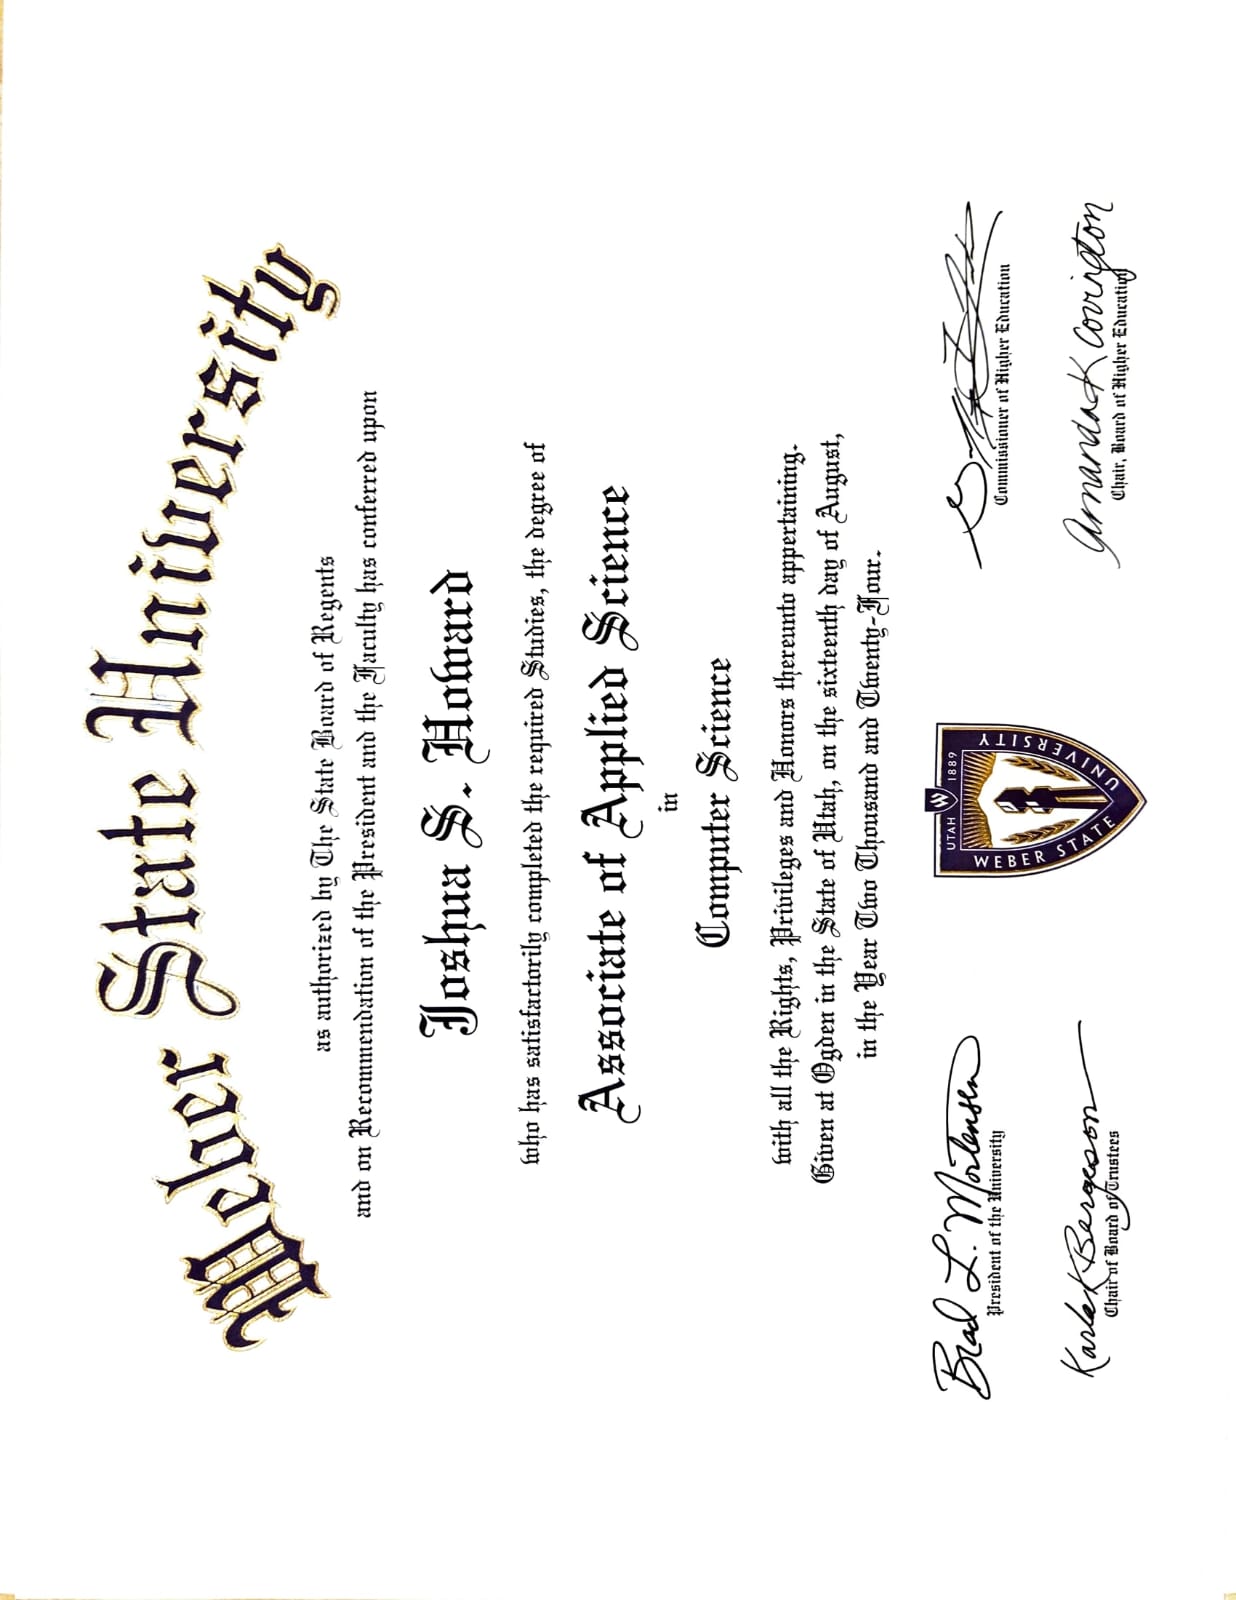 Weber State University
as authorized by The State Board of Regents
and on Recommendation of the President and the Faculty has conferred upon
Joshua S. Howard
who has satisfactorily completed the required Studies, the degree of
Associate of Applied Science
in
Computer Science
with all the Rights, Privileges and Honors thereunto appertaining.
Given at Ogden in the State of Utah, on the sixteenth day of August,
in the Year Two Thousand and Twenty-Four.
Brad L. Mortensen
President of the University
Karla K Bergeson
Chair of Board of Trustees
UTAH W 1889
WEBER STATE UNIVERSITY
Commissioner of Higher Education
Amanda K Covington
Chair, Board of Higher Education